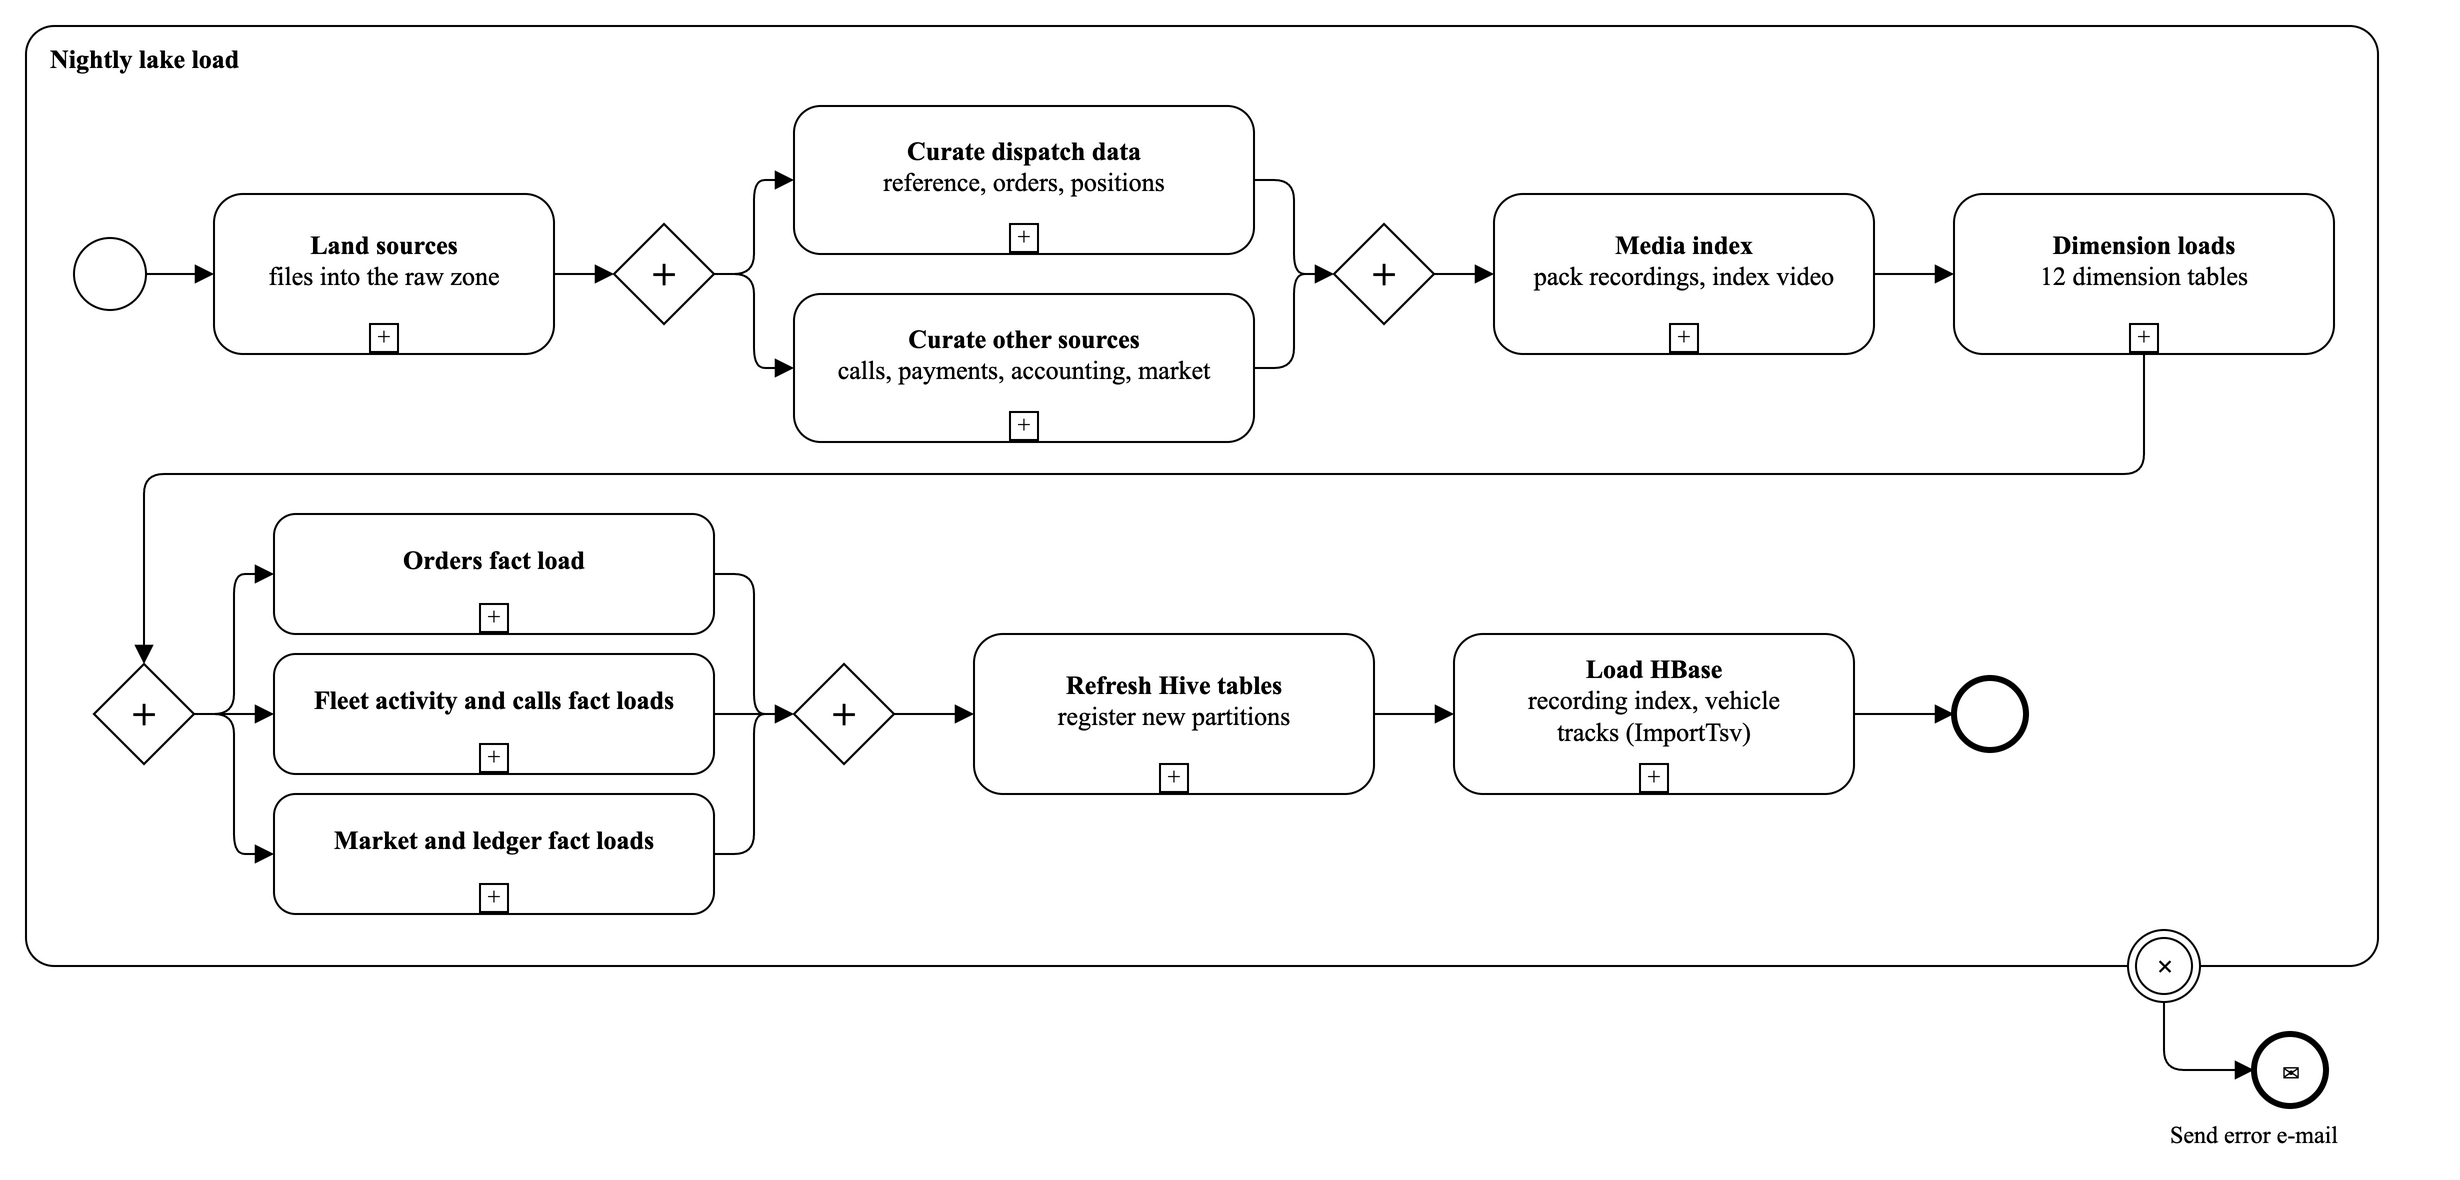 Nightly lake load
Land sources
files into the raw zone
+
+
Curate dispatch data
reference, orders, positions
+
Curate other sources
calls, payments, accounting, market
+
+
Media index
pack recordings, index video
+
Dimension loads
12 dimension tables
+
+
Orders fact load
+
Fleet activity and calls fact loads
+
Market and ledger fact loads
+
+
Refresh Hive tables
register new partitions
+
Load HBase
recording index, vehicle
tracks (ImportTsv)
+
×
✉
Send error e-mail